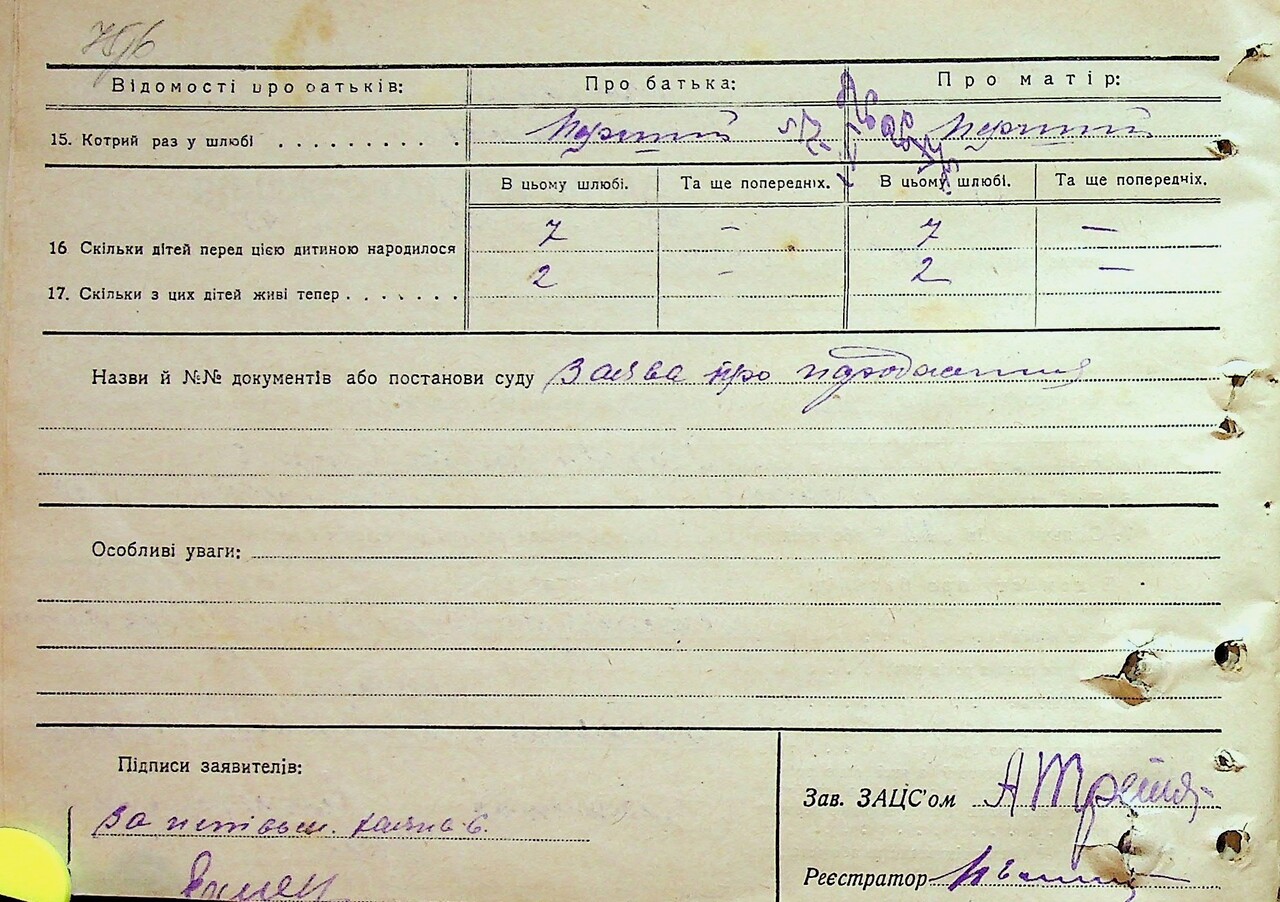 Відомості про батьків: Про батька: Про матір:
15. Котрий раз у шлюбі . . . . . . . . . . Перший Перший
В цьому шлюбі. Та ще попередніх. В цьому шлюбі. Та ще попередніх.
16 Скільки дітей перед цією дитиною народилося 7 – 7 –
17. Скільки з цих дітей живі тепер . . . . . . . 2 – 2 –
Назви й №№ документів або постанови суду Заява про народження
Особливі уваги:
Підписи заявителів:
Зав. ЗАЦС'ом
За
Реєстратор